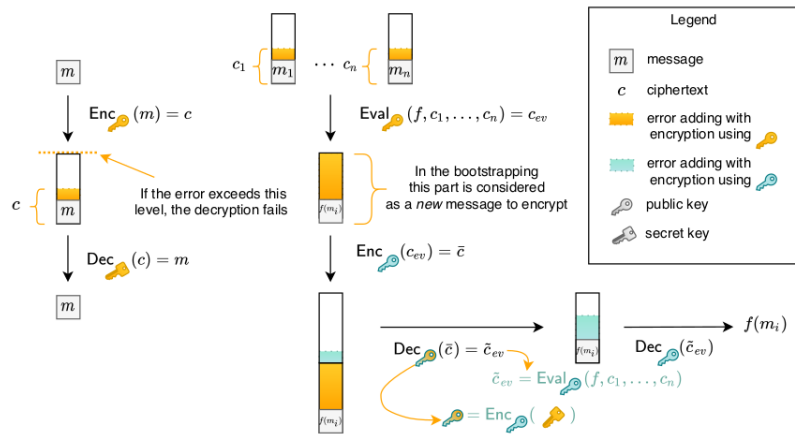 m
Enc (m) = c
c
m
If the error exceeds this
level, the decryption fails
Dec (c) = m
m
c₁ m₁ ⋯ cₙ mₙ
Eval (f, c₁, …, cₙ) = cₑᵥ
f(mᵢ)
In the bootstrapping
this part is considered
as a new message to encrypt
Enc (cₑᵥ) = c̄
f(mᵢ)
Dec (c̄) = c̃ₑᵥ
f(mᵢ)
Dec (c̃ₑᵥ)
f(mᵢ)
c̃ₑᵥ = Eval (f, c₁, …, cₙ)
= Enc ( )
Legend
m message
c ciphertext
error adding with
encryption using
error adding with
encryption using
public key
secret key